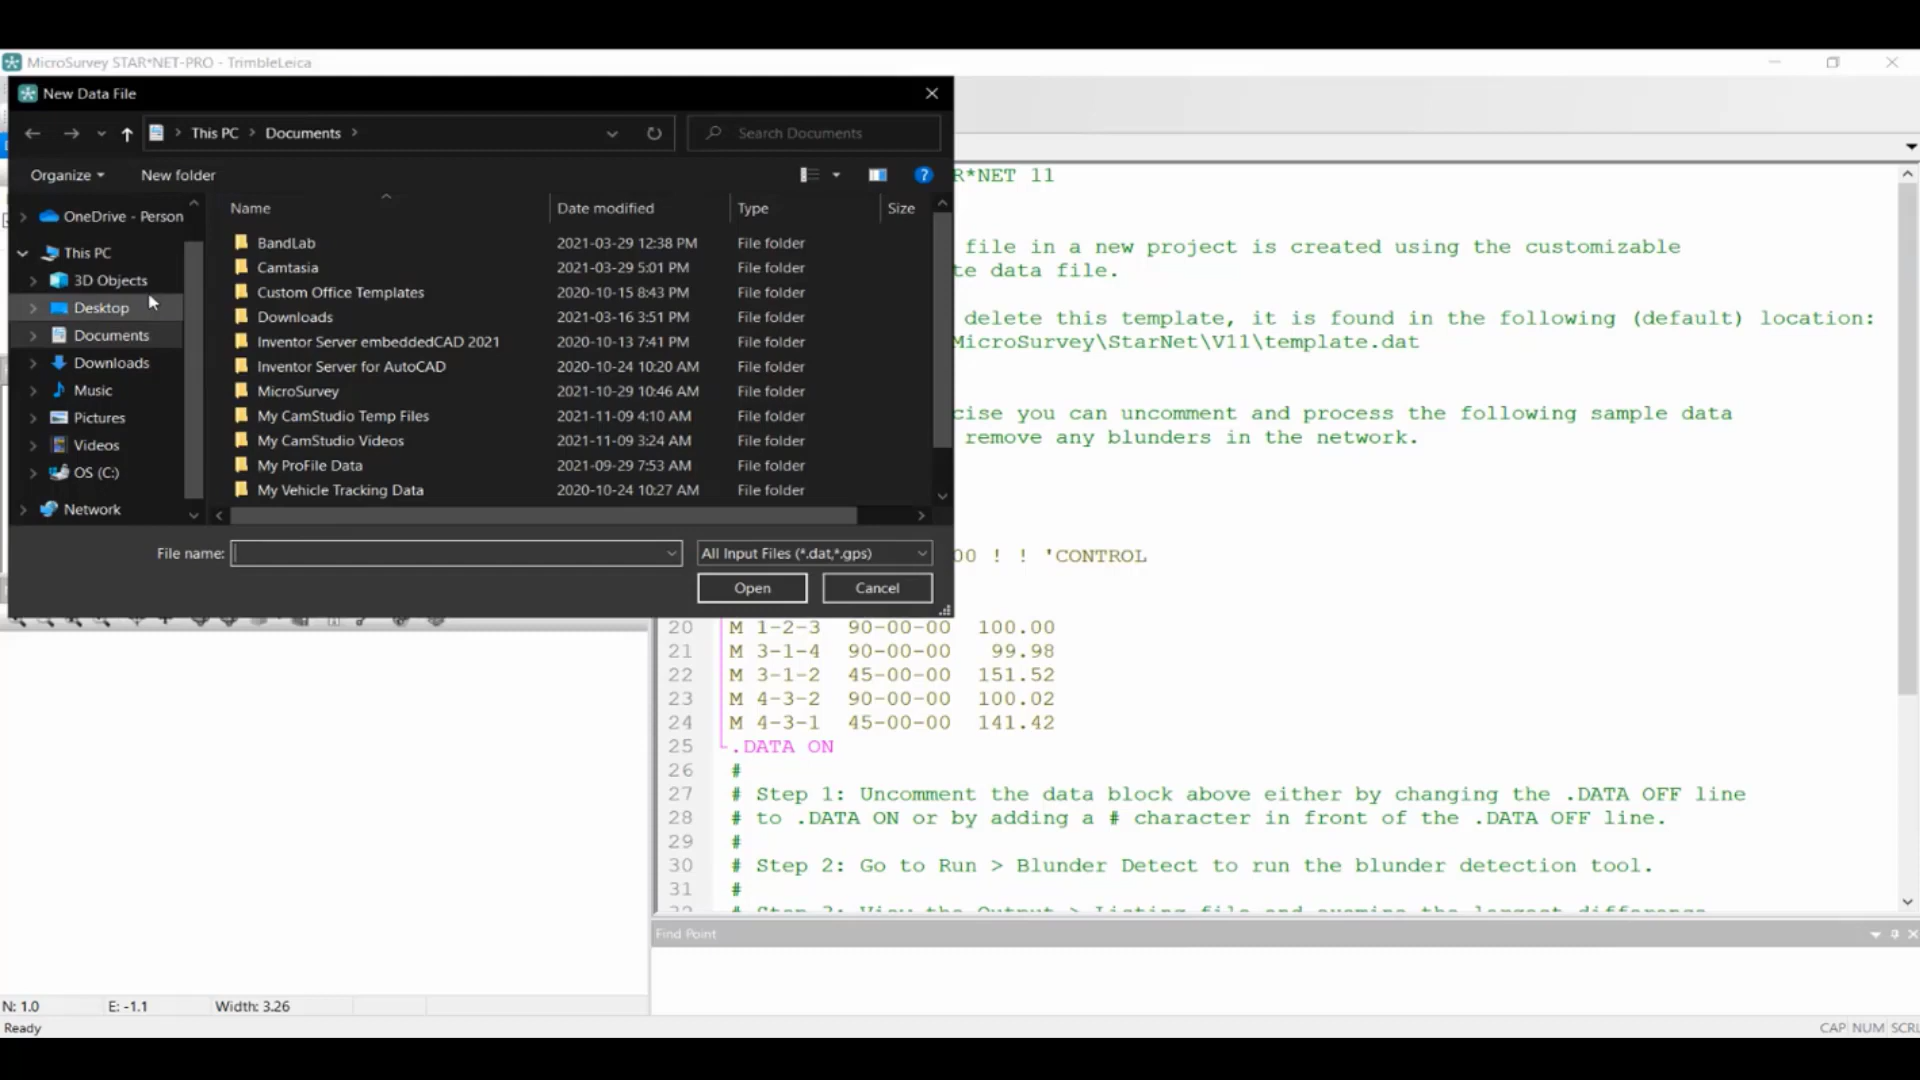 MicroSurvey STAR*NET-PRO - TrimbleLeica
New Data File
This PC > Documents >
Search Documents
Organize
New folder
Name Date modified Type Size
OneDrive - Person
This PC
3D Objects
Desktop
Documents
Downloads
Music
Pictures
Videos
OS (C:)
Network
BandLab 2021-03-29 12:38 PM File folder
Camtasia 2021-03-29 5:01 PM File folder
Custom Office Templates 2020-10-15 8:43 PM File folder
Downloads 2021-03-16 3:51 PM File folder
Inventor Server embeddedCAD 2021 2020-10-13 7:41 PM File folder
Inventor Server for AutoCAD 2020-10-24 10:20 AM File folder
MicroSurvey 2021-10-29 10:46 AM File folder
My CamStudio Temp Files 2021-11-09 4:10 AM File folder
My CamStudio Videos 2021-11-09 3:24 AM File folder
My ProFile Data 2021-09-29 7:53 AM File folder
My Vehicle Tracking Data 2020-10-24 10:27 AM File folder
File name:
All Input Files (*.dat,*.gps)
Open
Cancel
R*NET 11
file in a new project is created using the customizable
te data file.
delete this template, it is found in the following (default) location:
MicroSurvey\StarNet\V11\template.dat
cise you can uncomment and process the following sample data
remove any blunders in the network.
00 ! ! 'CONTROL
20 M 1-2-3 90-00-00 100.00
21 M 3-1-4 90-00-00 99.98
22 M 3-1-2 45-00-00 151.52
23 M 4-3-2 90-00-00 100.02
24 M 4-3-1 45-00-00 141.42
25 .DATA ON
26 #
27 # Step 1: Uncomment the data block above either by changing the .DATA OFF line
28 # to .DATA ON or by adding a # character in front of the .DATA OFF line.
29 #
30 # Step 2: Go to Run > Blunder Detect to run the blunder detection tool.
31 #
Find Point
N: 1.0 E: -1.1 Width: 3.26
Ready
CAP NUM SCRL